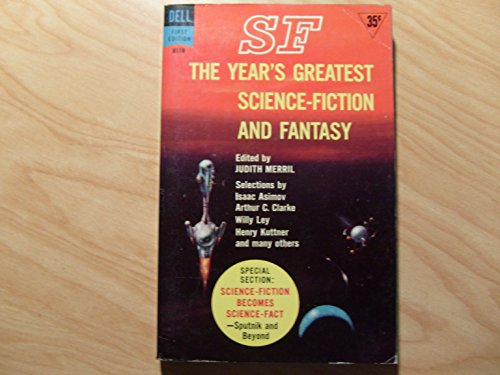 DELL
FIRST
EDITION
B119
35¢
SF
THE YEAR'S GREATEST
SCIENCE-FICTION
AND FANTASY
Edited by
JUDITH MERRIL
Selections by
Isaac Asimov
Arthur C. Clarke
Willy Ley
Henry Kuttner
and many others
SPECIAL
SECTION:
SCIENCE-FICTION
BECOMES
SCIENCE-FACT
—Sputnik and
Beyond